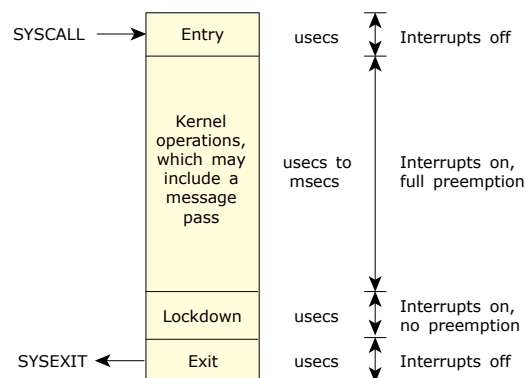 SYSCALL
Entry
usecs
Interrupts off
Kernel
operations,
which may
include a
message
pass
usecs to
msecs
Interrupts on,
full preemption
Lockdown
usecs
Interrupts on,
no preemption
SYSEXIT
Exit
usecs
Interrupts off